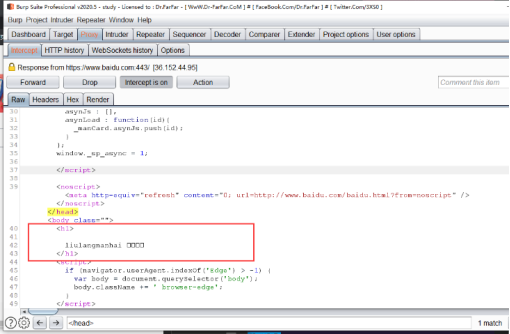 Burp Suite Professional v2020.5 - study - Licensed to : Dr.FarFar - [ WwW.Dr-FarFar.CoM ] # [ FaceBook.Com/Dr.FarFar ] # [ Twitter.Com/3XS0 ]
Burp Project Intruder Repeater Window Help
Dashboard Target Proxy Intruder Repeater Sequencer Decoder Comparer Extender Project options User options
Intercept HTTP history WebSockets history Options
Response from https://www.baidu.com:443/ [36.152.44.95]
Forward Drop Intercept is on Action Comment this item
Raw Headers Hex Render
30 asynJs : [],
31 asynLoad : function(id){
32 _manCard.asynJs.push(id);
33 }
34 };
35 window._sp_async = 1;
36
37 </script>
38
39 <noscript>
<meta http-equiv="refresh" content="0; url=http://www.baidu.com/baidu.html?from=noscript" />
</noscript>
</head>
<body class="">
40 <h1>
41
42 liulangmanhai □□□□
43 </h1>
44 <script>
45 if (navigator.userAgent.indexOf('Edge') > -1) {
46 var body = document.querySelector('body');
47 body.className += ' browser-edge';
48 }
49 </script>
</head>
1 match